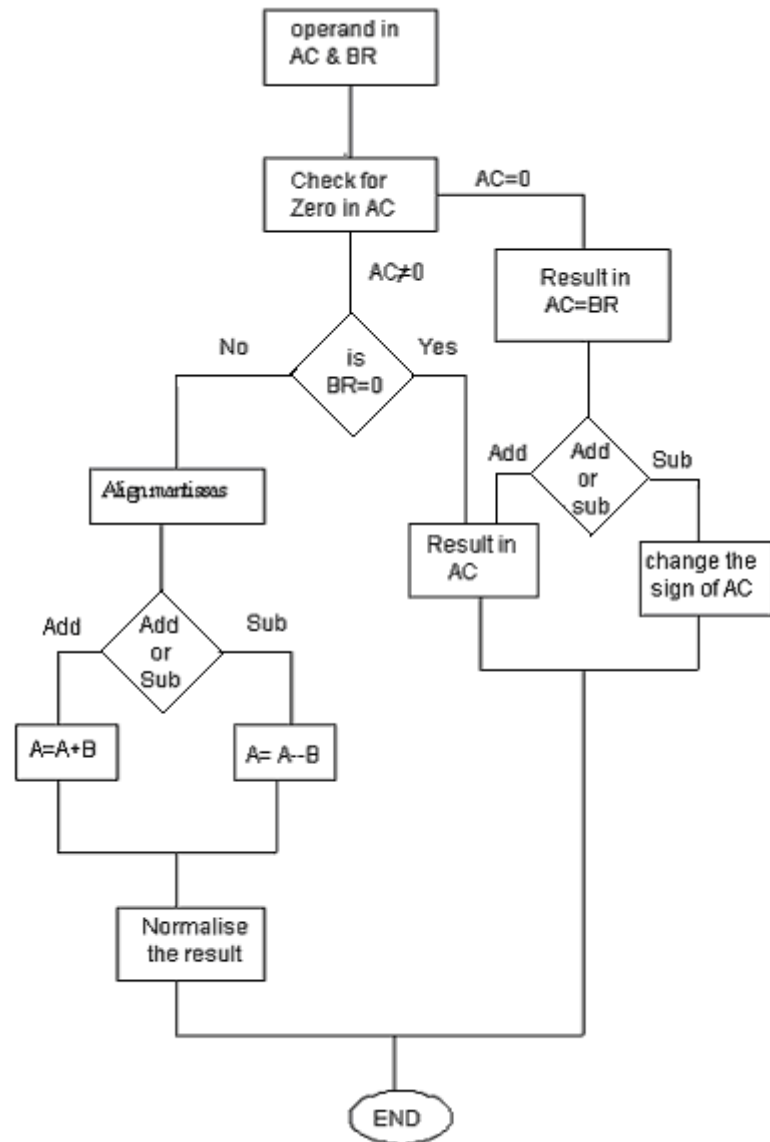 operand in
AC & BR
Check for
Zero in AC
AC=0
AC≠0
Result in
AC=BR
No
is
BR=0
Yes
Add
Add
or
sub
Sub
Align mantissas
Result in
AC
change the
sign of AC
Add
Add
or
Sub
Sub
A=A+B
A= A--B
Normalise
the result
END